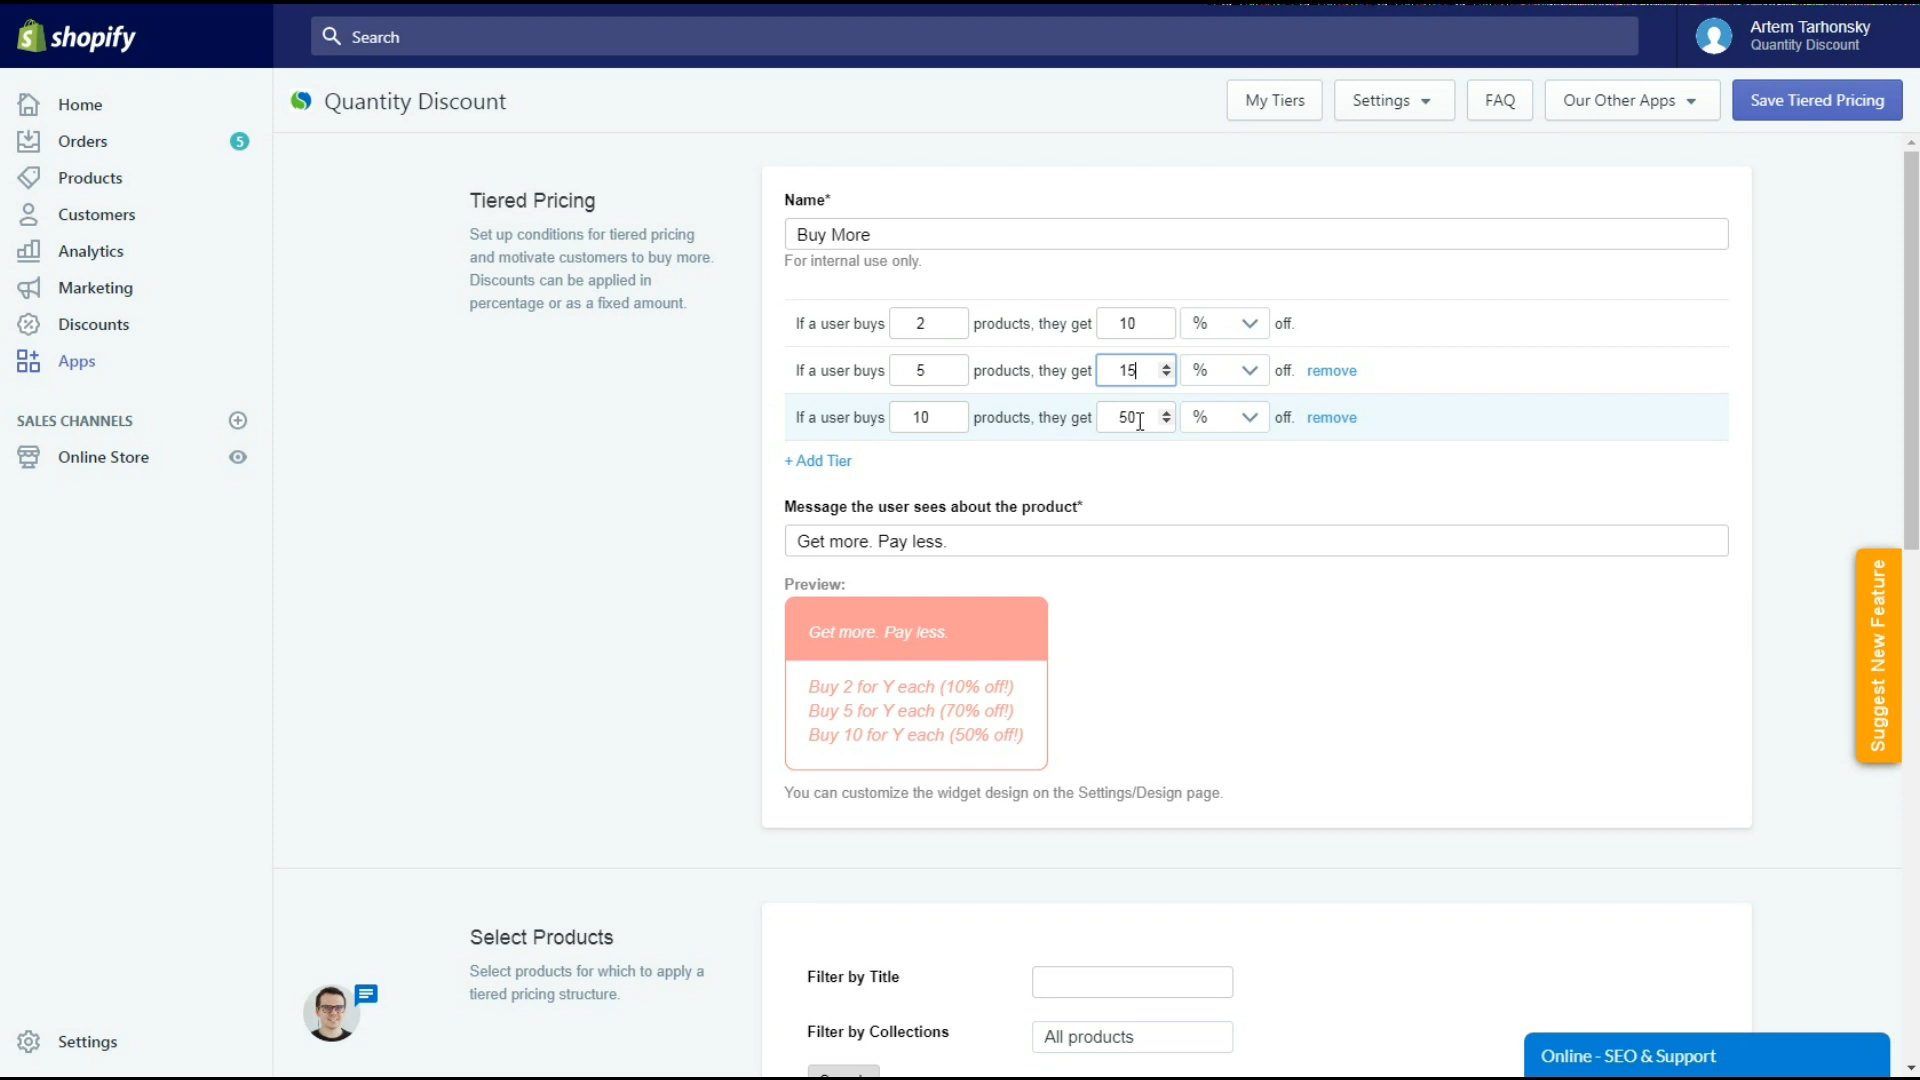 shopify
Search
Artem Tarhonsky
Quantity Discount
Home
Orders 5
Products
Customers
Analytics
Marketing
Discounts
Apps
SALES CHANNELS
Online Store
Settings
Quantity Discount
My Tiers
Settings
FAQ
Our Other Apps
Save Tiered Pricing
Tiered Pricing
Set up conditions for tiered pricing
and motivate customers to buy more.
Discounts can be applied in
percentage or as a fixed amount.
Name*
Buy More
For internal use only.
If a user buys 2 products, they get 10 % off.
If a user buys 5 products, they get 15 % off. remove
If a user buys 10 products, they get 50 % off. remove
+ Add Tier
Message the user sees about the product*
Get more. Pay less.
Preview:
Get more. Pay less.
Buy 2 for Y each (10% off!)
Buy 5 for Y each (70% off!)
Buy 10 for Y each (50% off!)
You can customize the widget design on the Settings/Design page.
Suggest New Feature
Select Products
Select products for which to apply a
tiered pricing structure.
Filter by Title
Filter by Collections All products
Online - SEO & Support